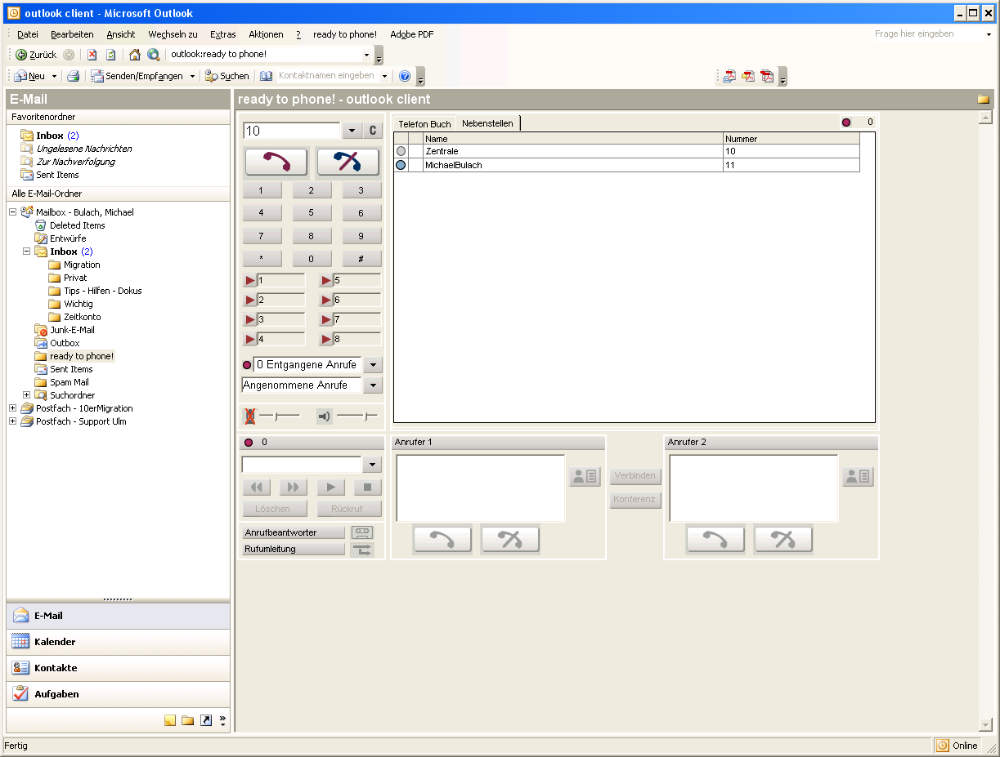 outlook client - Microsoft Outlook
Datei Bearbeiten Ansicht Wechseln zu Extras Aktionen ? ready to phone! Adobe PDF Frage hier eingeben
Zurück outlook:ready to phone!
Neu Senden/Empfangen Suchen Kontaktnamen eingeben
E-Mail
Favoritenordner
Inbox (2)
Ungelesene Nachrichten
Zur Nachverfolgung
Sent Items
Alle E-Mail-Ordner
Mailbox - Bulach, Michael
Deleted Items
Entwürfe
Inbox (2)
Migration
Privat
Tips - Hilfen - Dokus
Wichtig
Zeitkonto
Junk-E-Mail
Outbox
ready to phone!
Sent Items
Spam Mail
Suchordner
Postfach - 10erMigration
Postfach - Support Ulm
E-Mail
Kalender
Kontakte
Aufgaben
ready to phone! - outlook client
10 C
1 2 3
4 5 6
7 8 9
* 0 #
1 5
2 6
3 7
4 8
0 Entgangene Anrufe
Angenommene Anrufe
Telefon Buch Nebenstellen 0
Name Nummer
Zentrale 10
MichaelBulach 11
0
Löschen Rückruf
Anrufbeantworter
Rufumleitung
Anrufer 1
Verbinden
Konferenz
Anrufer 2
Fertig Online